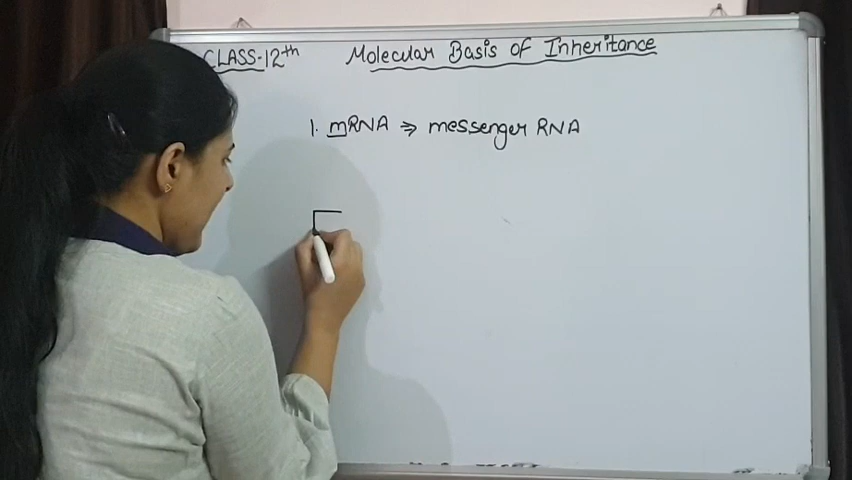 CLASS-12th Molecular Basis of Inheritance
1. mRNA ⇒ messenger RNA